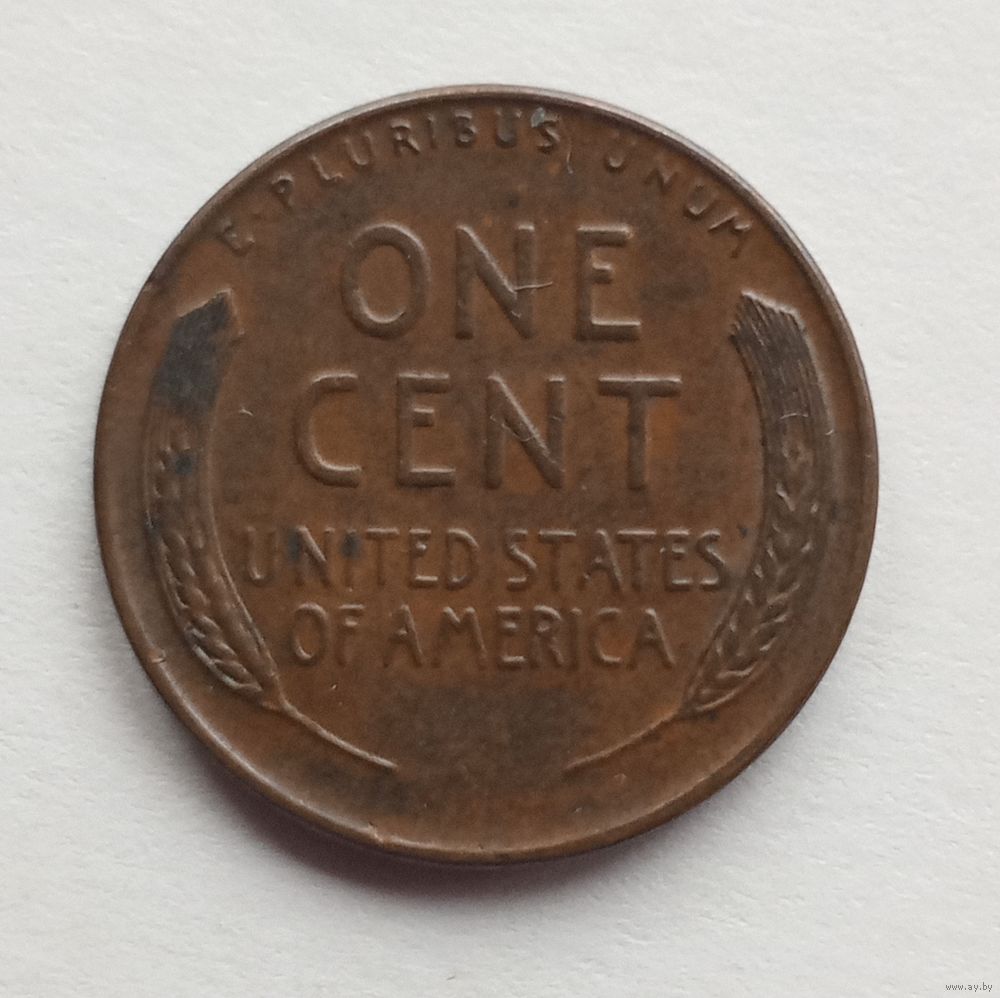 E·PLURIBUS UNUM
ONE
CENT
UNITED STATES
OF AMERICA
www.ay.by